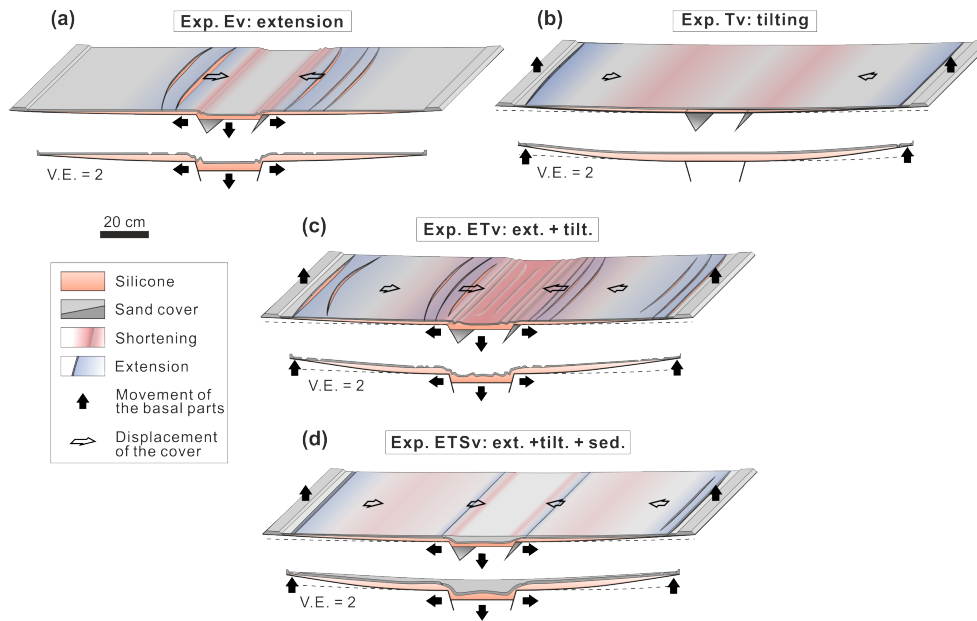 (a)
Exp. Ev: extension
(b)
Exp. Tv: tilting
V.E. = 2
V.E. = 2
20 cm
(c)
Exp. ETv: ext. + tilt.
Silicone
Sand cover
Shortening
Extension
Movement of
the basal parts
Displacement
of the cover
V.E. = 2
(d)
Exp. ETSv: ext. +tilt. + sed.
V.E. = 2